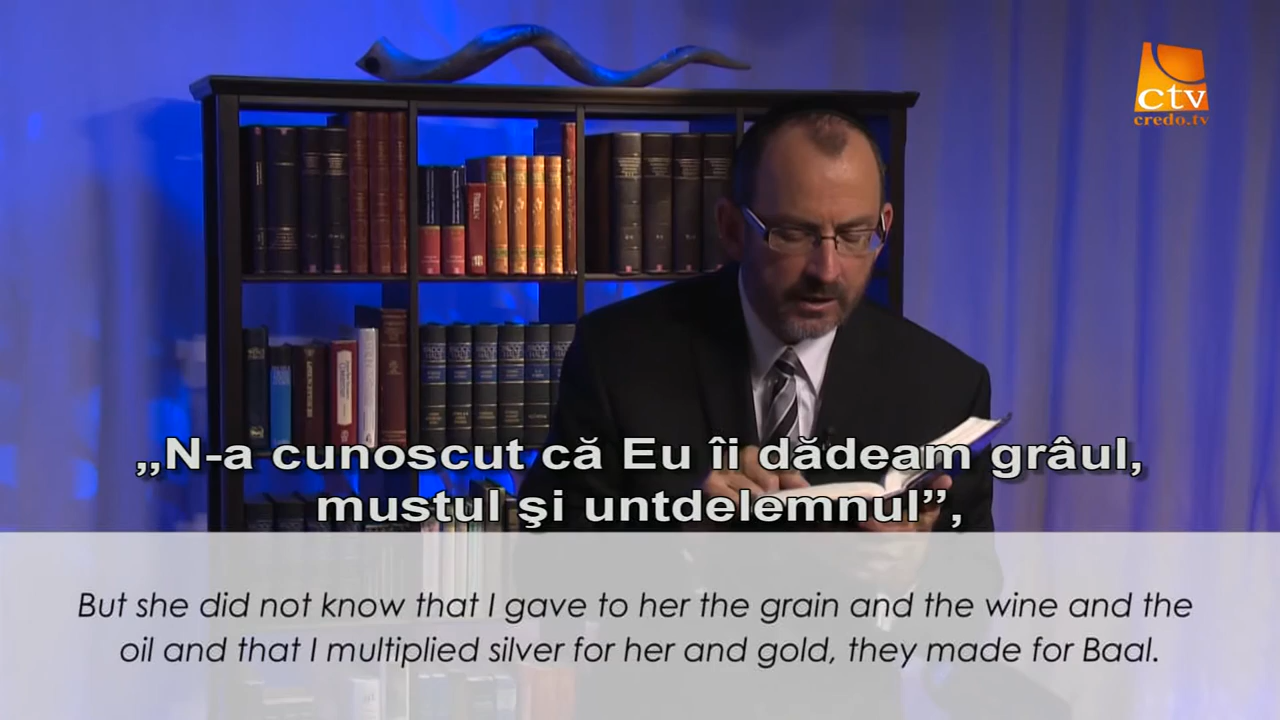 ctv
credo.tv
„N-a cunoscut că Eu îi dădeam grâul,
mustul şi untdelemnul”,
But she did not know that I gave to her the grain and the wine and the
oil and that I multiplied silver for her and gold, they made for Baal.